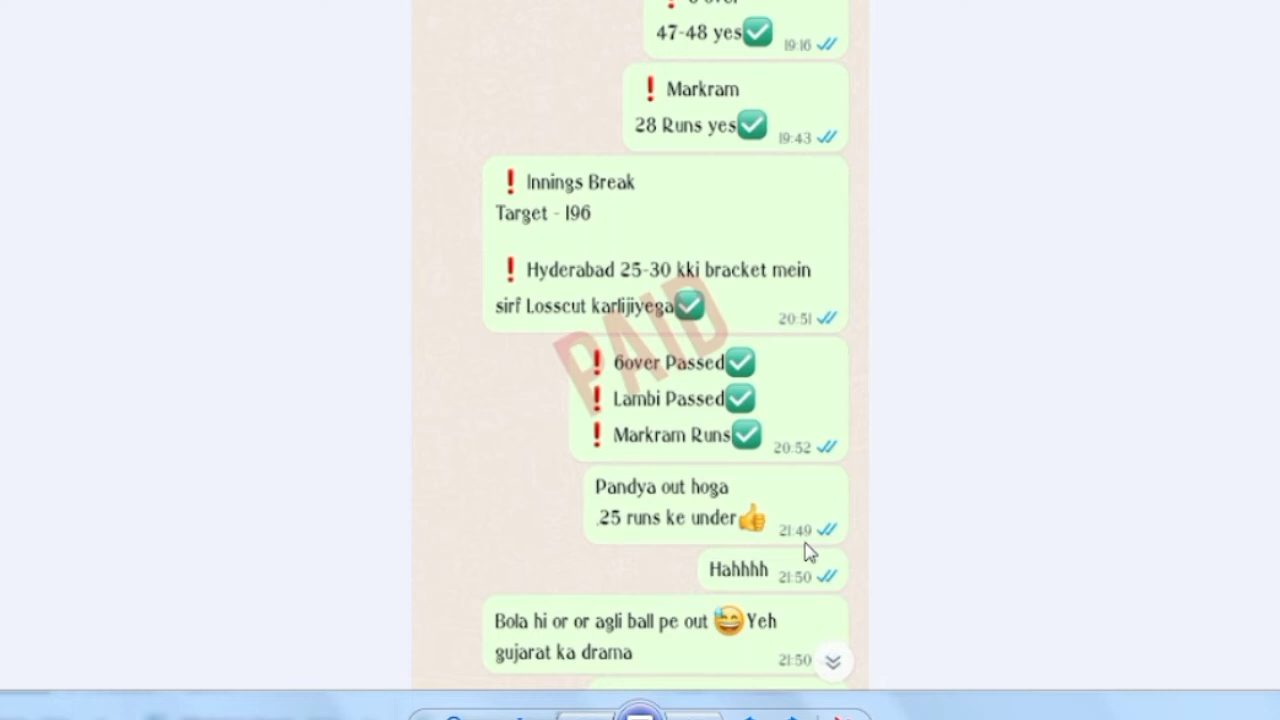 ❗ 6 over
47-48 yes✅
19:16
❗ Markram
28 Runs yes✅
19:43
❗ Innings Break
Target - 196
❗ Hyderabad 25-30 kki bracket mein
sirf Losscut karlijiyega✅
20:51
PAID
❗ 6over Passed✅
❗ Lambi Passed✅
❗ Markram Runs✅
20:52
Pandya out hoga
.25 runs ke under👍
21:49
Hahhhh
21:50
Bola hi or or agli ball pe out 😅Yeh
gujarat ka drama
21:50